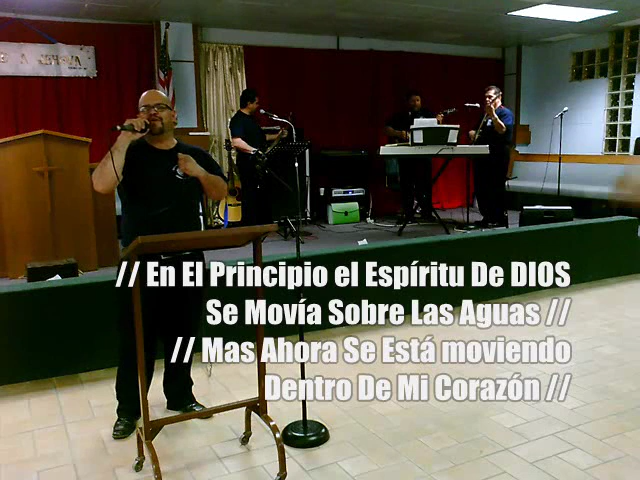 A JEHOVA
// En El Principio el Espíritu De DIOS
Se Movía Sobre Las Aguas //
// Mas Ahora Se Está moviendo
Dentro De Mi Corazón //